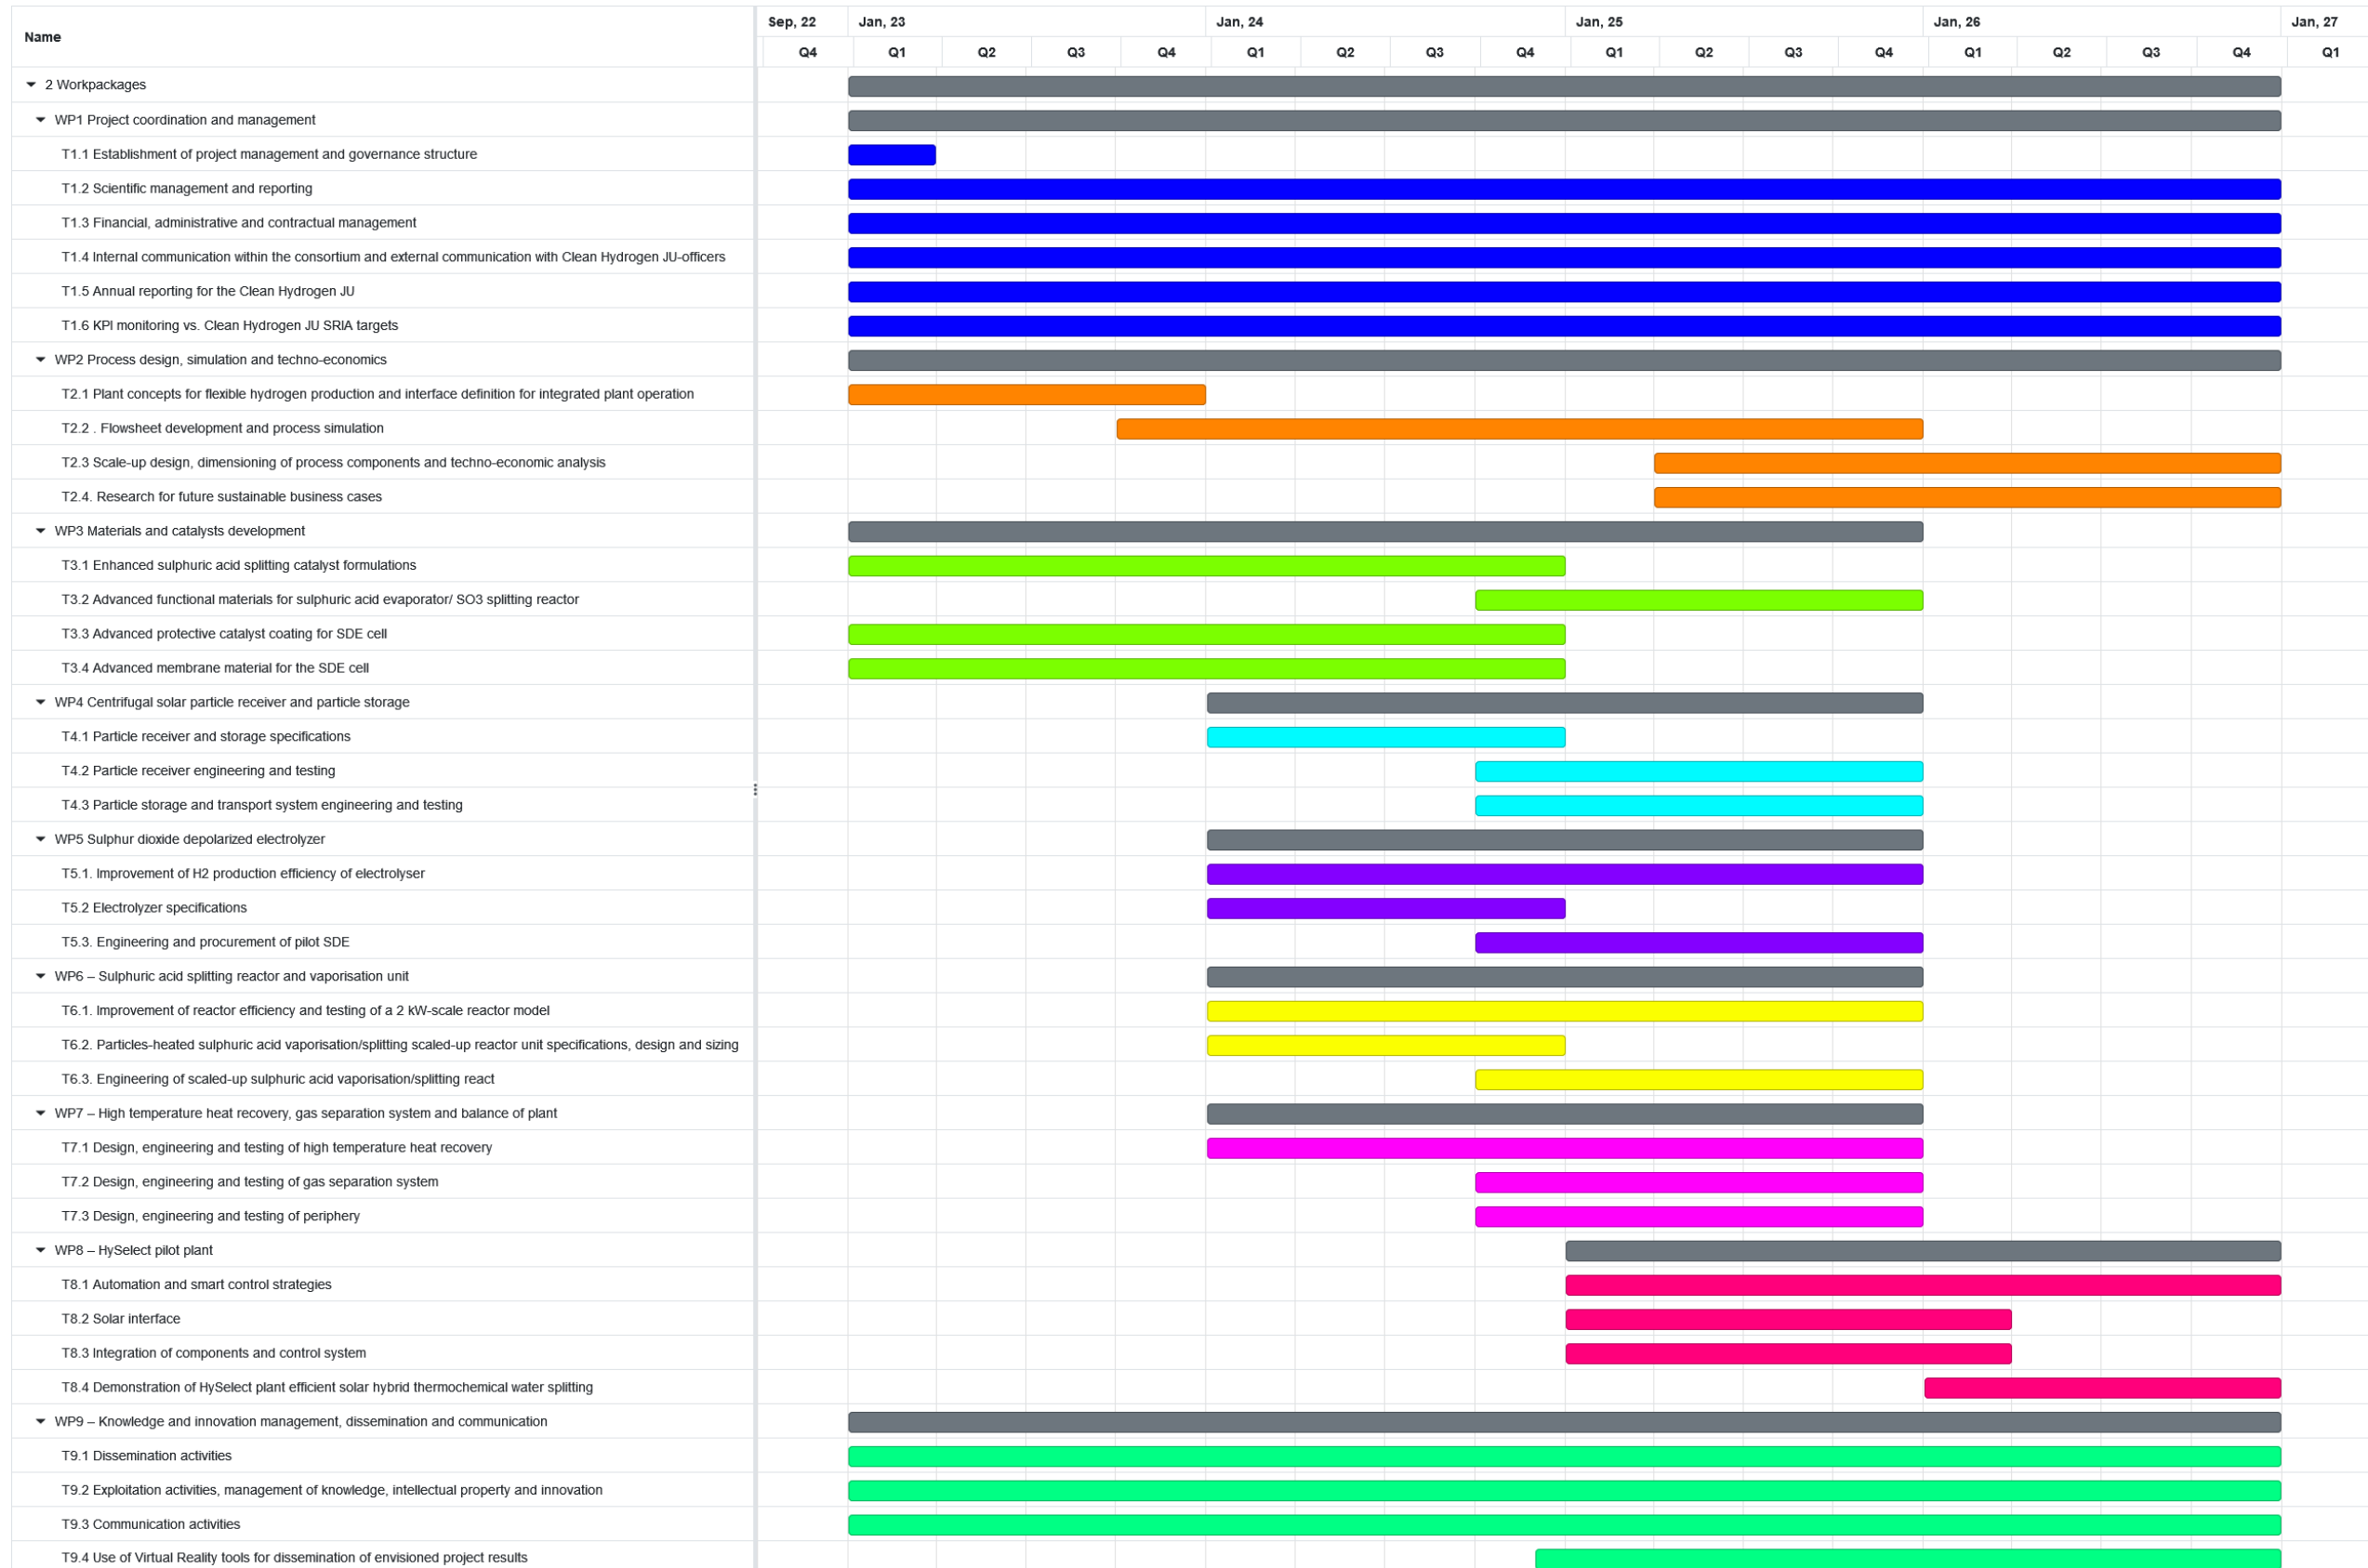 Name
Sep, 22 Jan, 23 Jan, 24 Jan, 25 Jan, 26 Jan, 27
Q4 Q1 Q2 Q3 Q4 Q1 Q2 Q3 Q4 Q1 Q2 Q3 Q4 Q1 Q2 Q3 Q4 Q1
2 Workpackages
WP1 Project coordination and management
T1.1 Establishment of project management and governance structure
T1.2 Scientific management and reporting
T1.3 Financial, administrative and contractual management
T1.4 Internal communication within the consortium and external communication with Clean Hydrogen JU-officers
T1.5 Annual reporting for the Clean Hydrogen JU
T1.6 KPI monitoring vs. Clean Hydrogen JU SRIA targets
WP2 Process design, simulation and techno-economics
T2.1 Plant concepts for flexible hydrogen production and interface definition for integrated plant operation
T2.2 . Flowsheet development and process simulation
T2.3 Scale-up design, dimensioning of process components and techno-economic analysis
T2.4. Research for future sustainable business cases
WP3 Materials and catalysts development
T3.1 Enhanced sulphuric acid splitting catalyst formulations
T3.2 Advanced functional materials for sulphuric acid evaporator/ SO3 splitting reactor
T3.3 Advanced protective catalyst coating for SDE cell
T3.4 Advanced membrane material for the SDE cell
WP4 Centrifugal solar particle receiver and particle storage
T4.1 Particle receiver and storage specifications
T4.2 Particle receiver engineering and testing
T4.3 Particle storage and transport system engineering and testing
WP5 Sulphur dioxide depolarized electrolyzer
T5.1. Improvement of H2 production efficiency of electrolyser
T5.2 Electrolyzer specifications
T5.3. Engineering and procurement of pilot SDE
WP6 – Sulphuric acid splitting reactor and vaporisation unit
T6.1. Improvement of reactor efficiency and testing of a 2 kW-scale reactor model
T6.2. Particles-heated sulphuric acid vaporisation/splitting scaled-up reactor unit specifications, design and sizing
T6.3. Engineering of scaled-up sulphuric acid vaporisation/splitting react
WP7 – High temperature heat recovery, gas separation system and balance of plant
T7.1 Design, engineering and testing of high temperature heat recovery
T7.2 Design, engineering and testing of gas separation system
T7.3 Design, engineering and testing of periphery
WP8 – HySelect pilot plant
T8.1 Automation and smart control strategies
T8.2 Solar interface
T8.3 Integration of components and control system
T8.4 Demonstration of HySelect plant efficient solar hybrid thermochemical water splitting
WP9 – Knowledge and innovation management, dissemination and communication
T9.1 Dissemination activities
T9.2 Exploitation activities, management of knowledge, intellectual property and innovation
T9.3 Communication activities
T9.4 Use of Virtual Reality tools for dissemination of envisioned project results